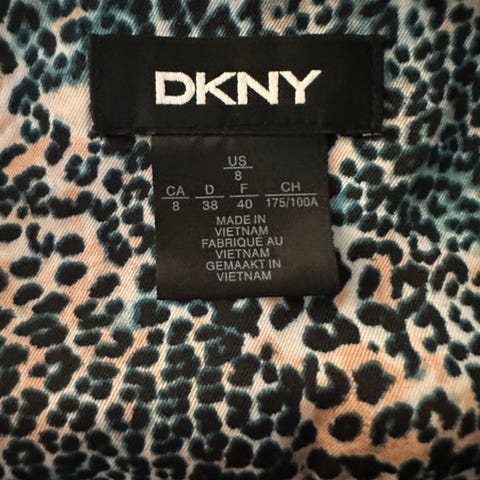 DKNY
US
8
CA D F CH
8 38 40 175/100A
MADE IN
VIETNAM
FABRIQUÉ AU
VIETNAM
GEMAAKT IN
VIETNAM